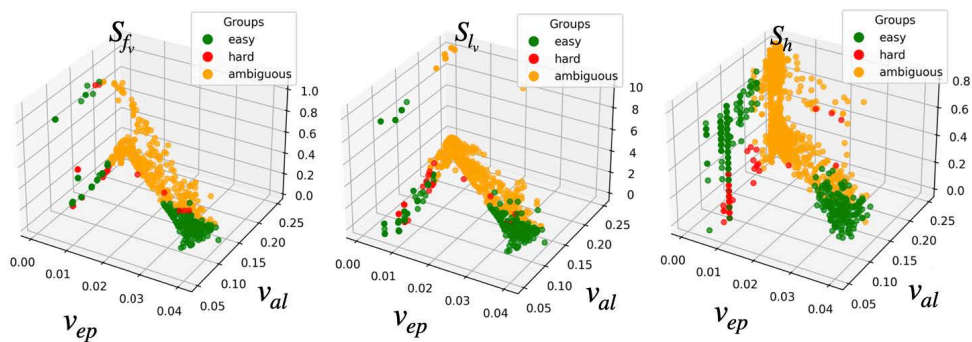 S_{f_v}
Groups
easy
hard
ambiguous
1.0
0.8
0.6
0.4
0.2
0.0
0.25
0.20
0.15
0.10
0.05
0.00
0.01
0.02
0.03
0.04
v_{ep}
v_{al}
S_{l_v}
Groups
easy
hard
ambiguous
10
8
6
4
2
0
0.25
0.20
0.15
0.10
0.05
0.00
0.01
0.02
0.03
0.04
v_{ep}
v_{al}
S_h
Groups
easy
hard
ambiguous
0.8
0.6
0.4
0.2
0.0
0.25
0.20
0.15
0.10
0.05
0.00
0.01
0.02
0.03
0.04
v_{ep}
v_{al}